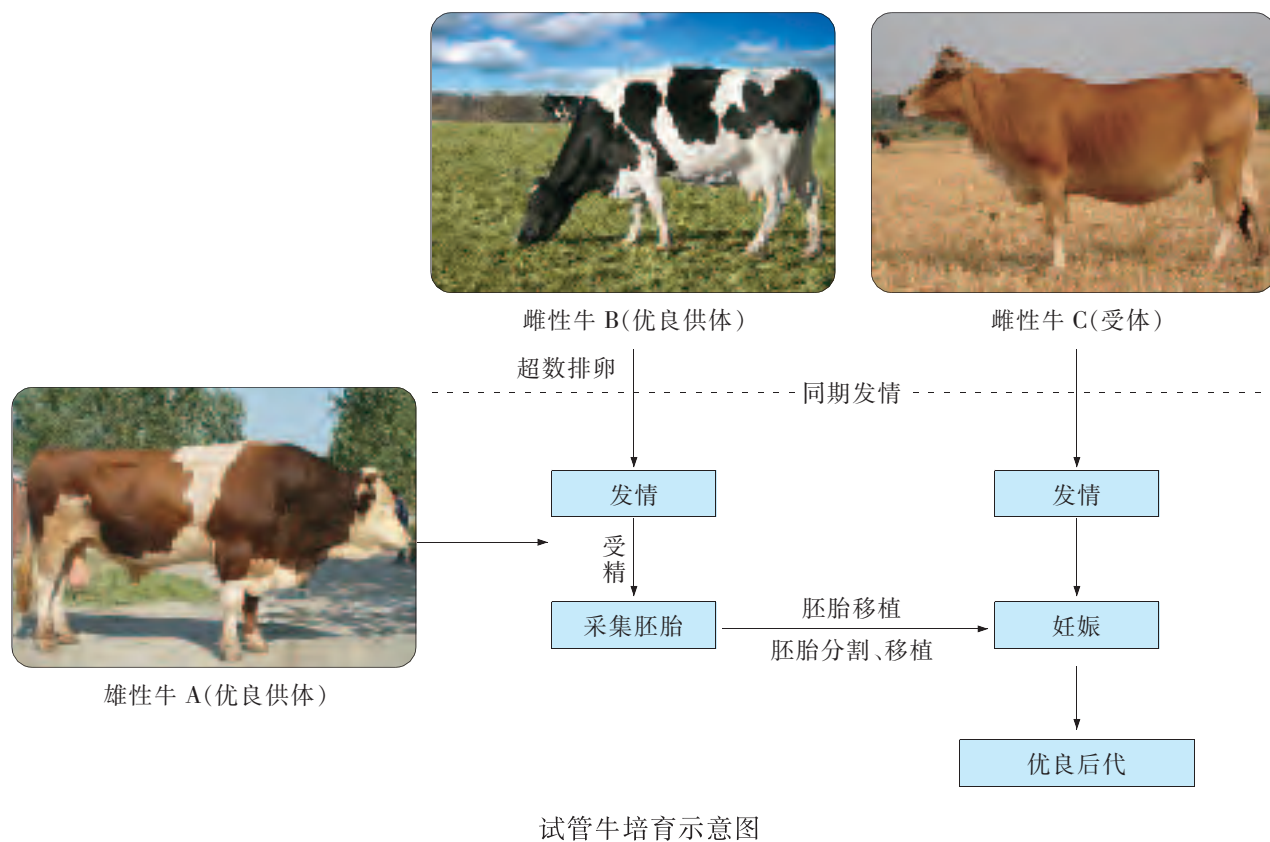 雌性牛 B(优良供体)
雌性牛 C(受体)
超数排卵
同期发情
发情
发情
受精
采集胚胎
胚胎移植
胚胎分割、移植
妊娠
雄性牛 A(优良供体)
优良后代
试管牛培育示意图